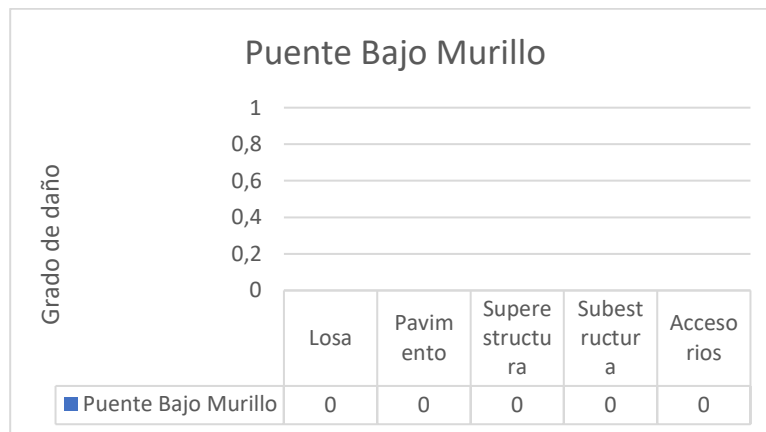 Puente Bajo Murillo
Grado de daño
1
0,8
0,6
0,4
0,2
0
Losa
Pavim
ento
Supere
structu
ra
Subest
ructur
a
Acceso
rios
Puente Bajo Murillo 0 0 0 0 0